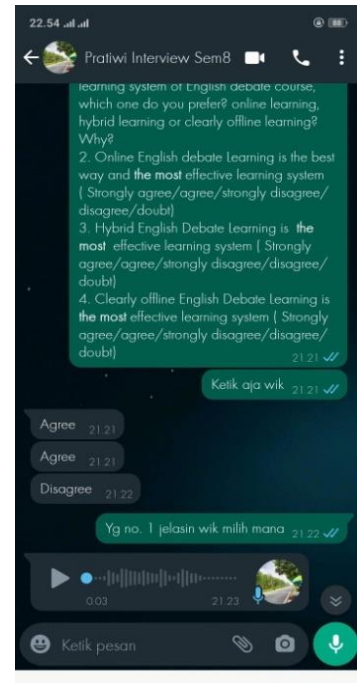 22.54
Pratiwi Interview Sem8
learning system of English debate course,
which one do you prefer? online learning,
hybrid learning or clearly offline learning?
Why?
2. Online English debate Learning is the best
way and the most effective learning system
( Strongly agree/agree/strongly disagree/
disagree/doubt)
3. Hybrid English Debate Learning is the
most effective learning system ( Strongly
agree/agree/strongly disagree/disagree/
doubt)
4. Clearly offline English Debate Learning is
the most effective learning system ( Strongly
agree/agree/strongly disagree/disagree/
doubt)
21.21
Ketik aja wik 21.21
Agree 21.21
Agree 21.21
Disagree 21.22
Yg no. 1 jelasin wik milih mana 21.22
0:03 21.23
Ketik pesan